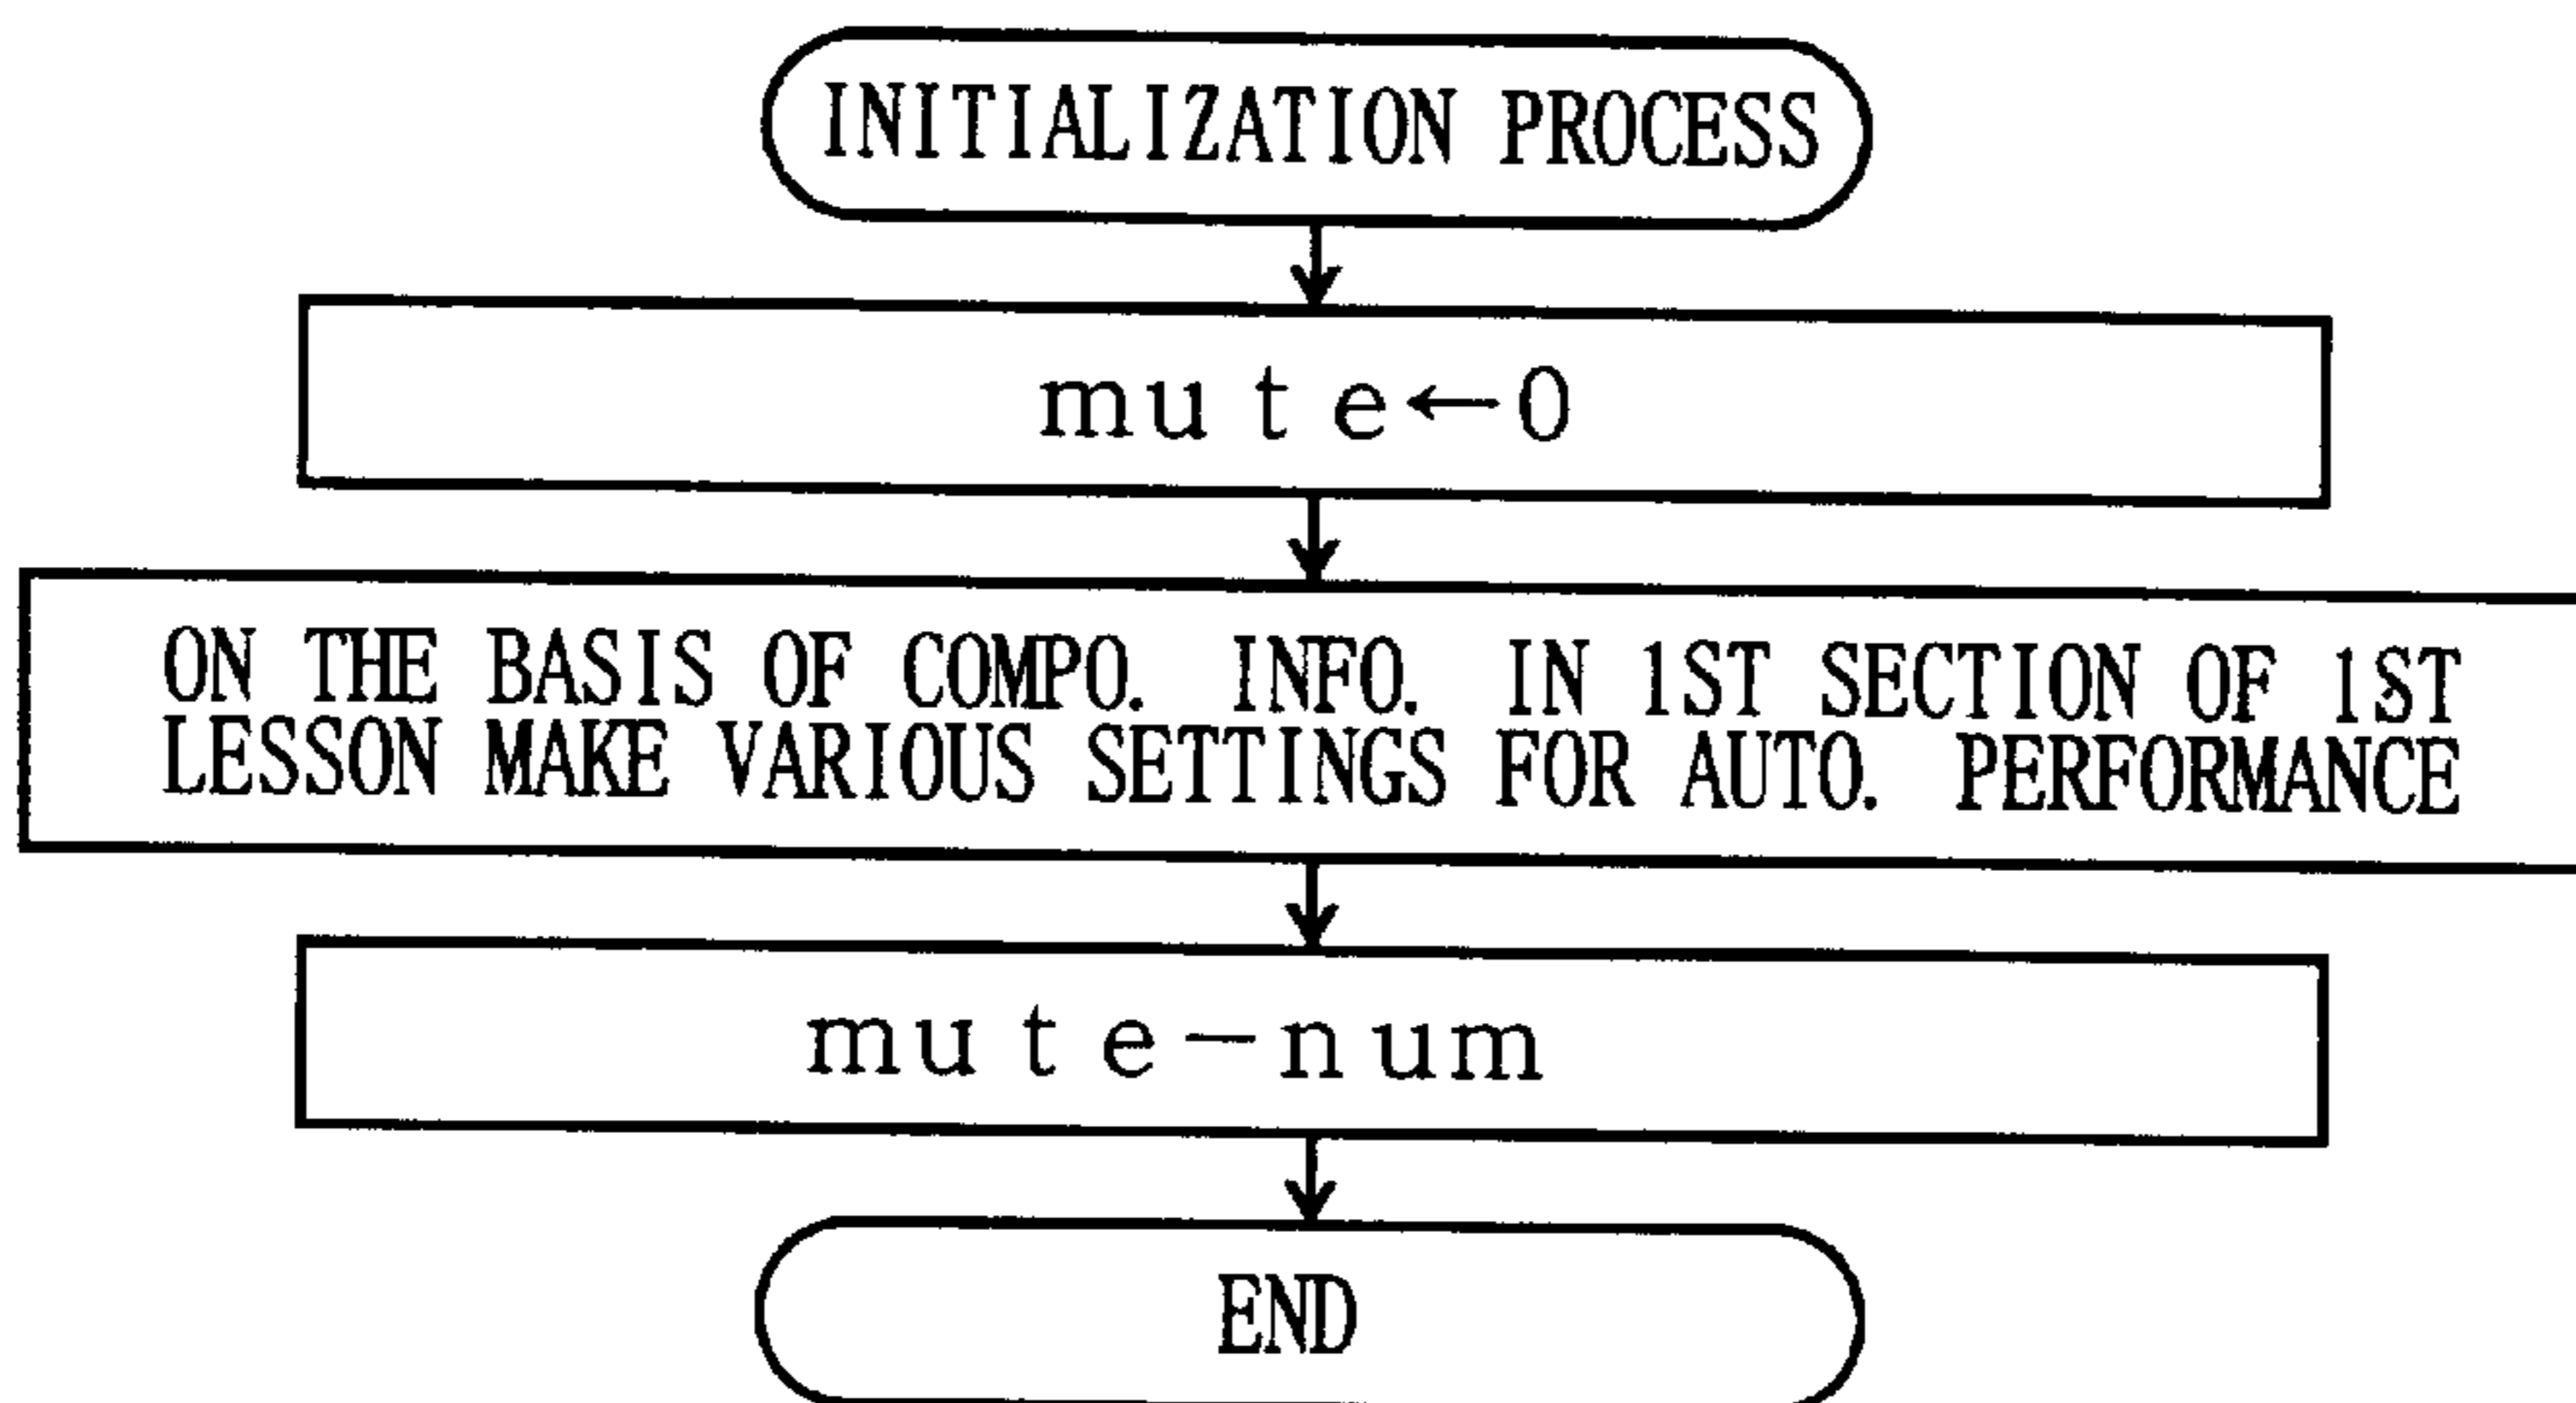 INITIALIZATION PROCESS
mute←0
ON THE BASIS OF COMPO. INFO. IN 1ST SECTION OF 1ST
LESSON MAKE VARIOUS SETTINGS FOR AUTO. PERFORMANCE
mute-num
END